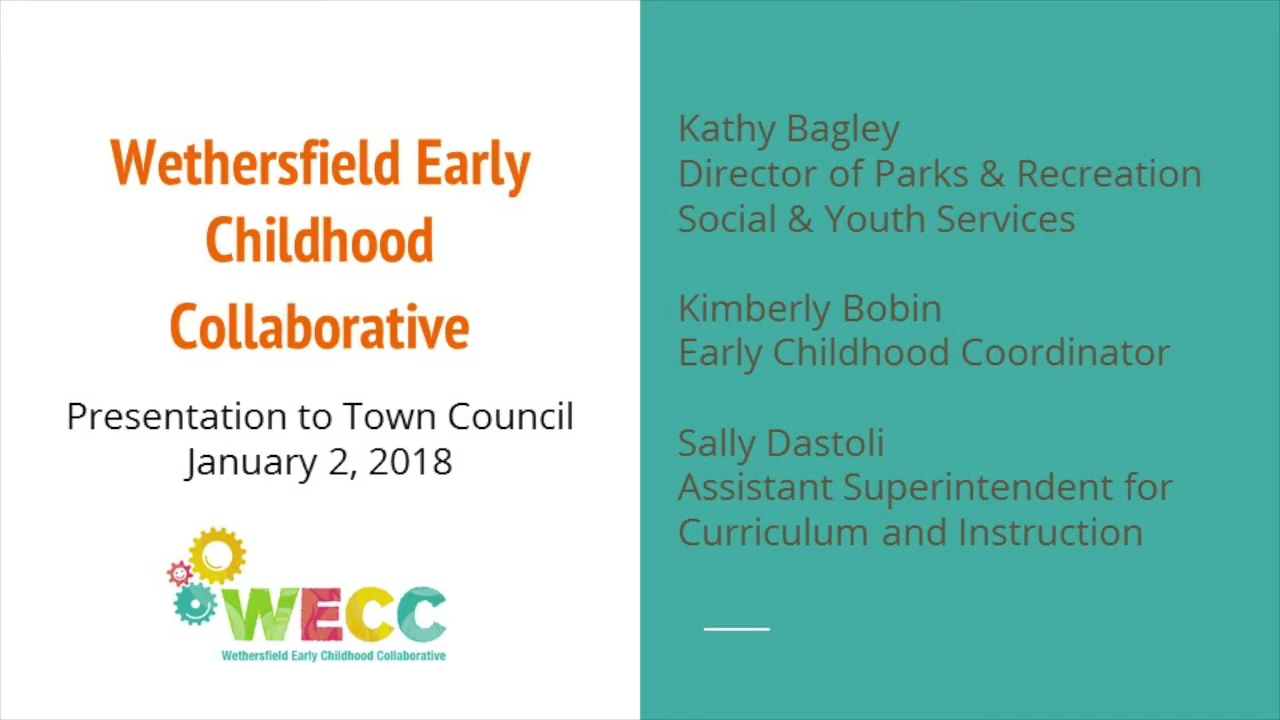 Wethersfield Early
Childhood
Collaborative
Presentation to Town Council
January 2, 2018
WECC
Wethersfield Early Childhood Collaborative
Kathy Bagley
Director of Parks & Recreation
Social & Youth Services
Kimberly Bobin
Early Childhood Coordinator
Sally Dastoli
Assistant Superintendent for
Curriculum and Instruction